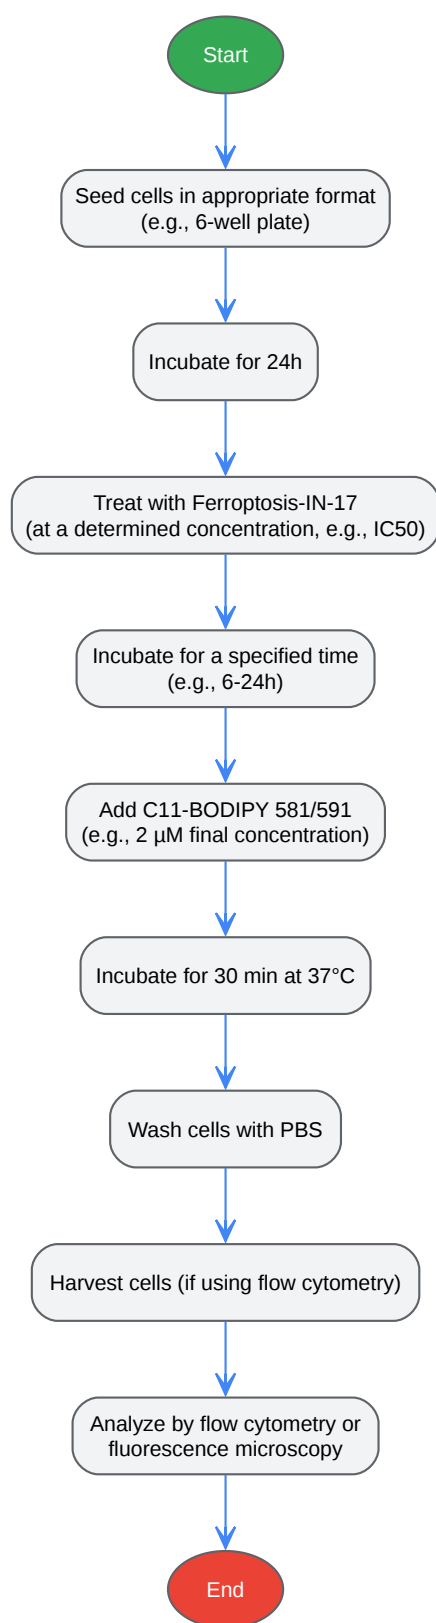 Start
Seed cells in appropriate format
(e.g., 6-well plate)
Incubate for 24h
Treat with Ferroptosis-IN-17
(at a determined concentration, e.g., IC50)
Incubate for a specified time
(e.g., 6-24h)
Add C11-BODIPY 581/591
(e.g., 2 µM final concentration)
Incubate for 30 min at 37°C
Wash cells with PBS
Harvest cells (if using flow cytometry)
Analyze by flow cytometry or
fluorescence microscopy
End